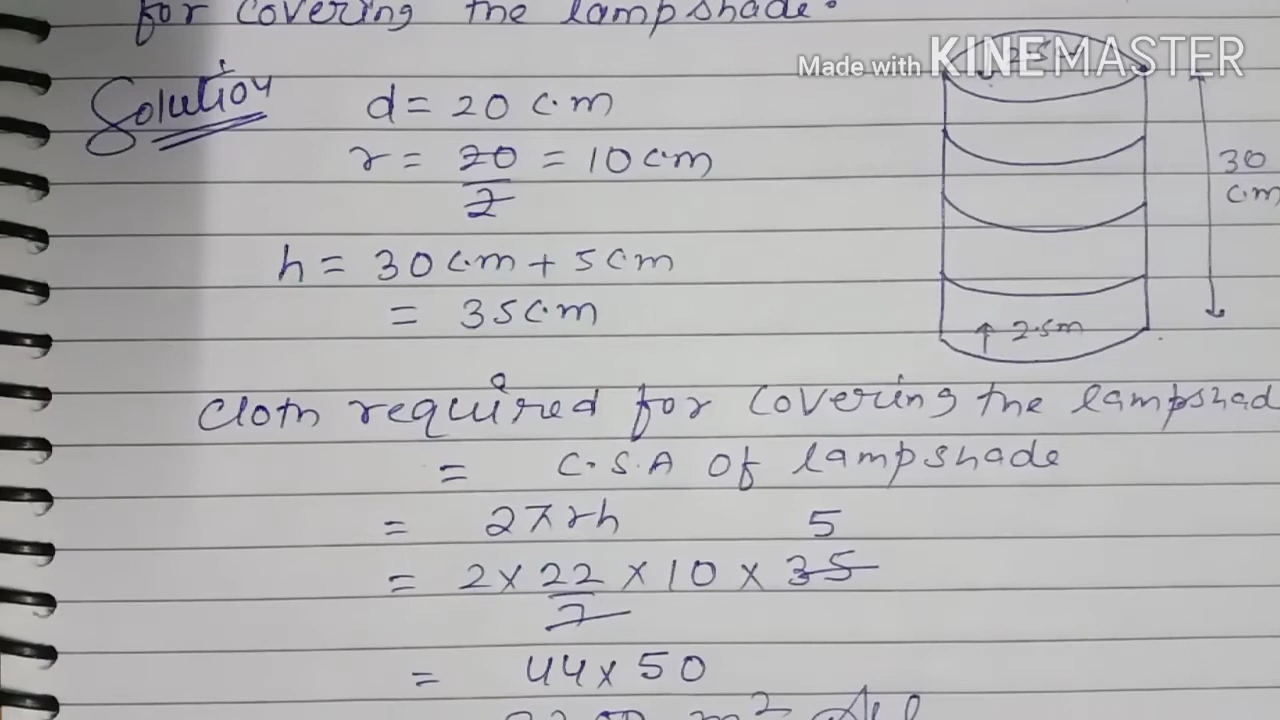 for covering the lampshade.
Made with KINEMASTER
Solution
d = 20 cm
r = 20/2 = 10 cm
30 cm
h = 30 cm + 5 cm
= 35 cm
↑ 2.5m
Cloth required for covering the lampshad
= C.S.A of lampshade
= 2πrh
5
= 2 × 22/7 × 10 × 35
= 44 × 50
m²